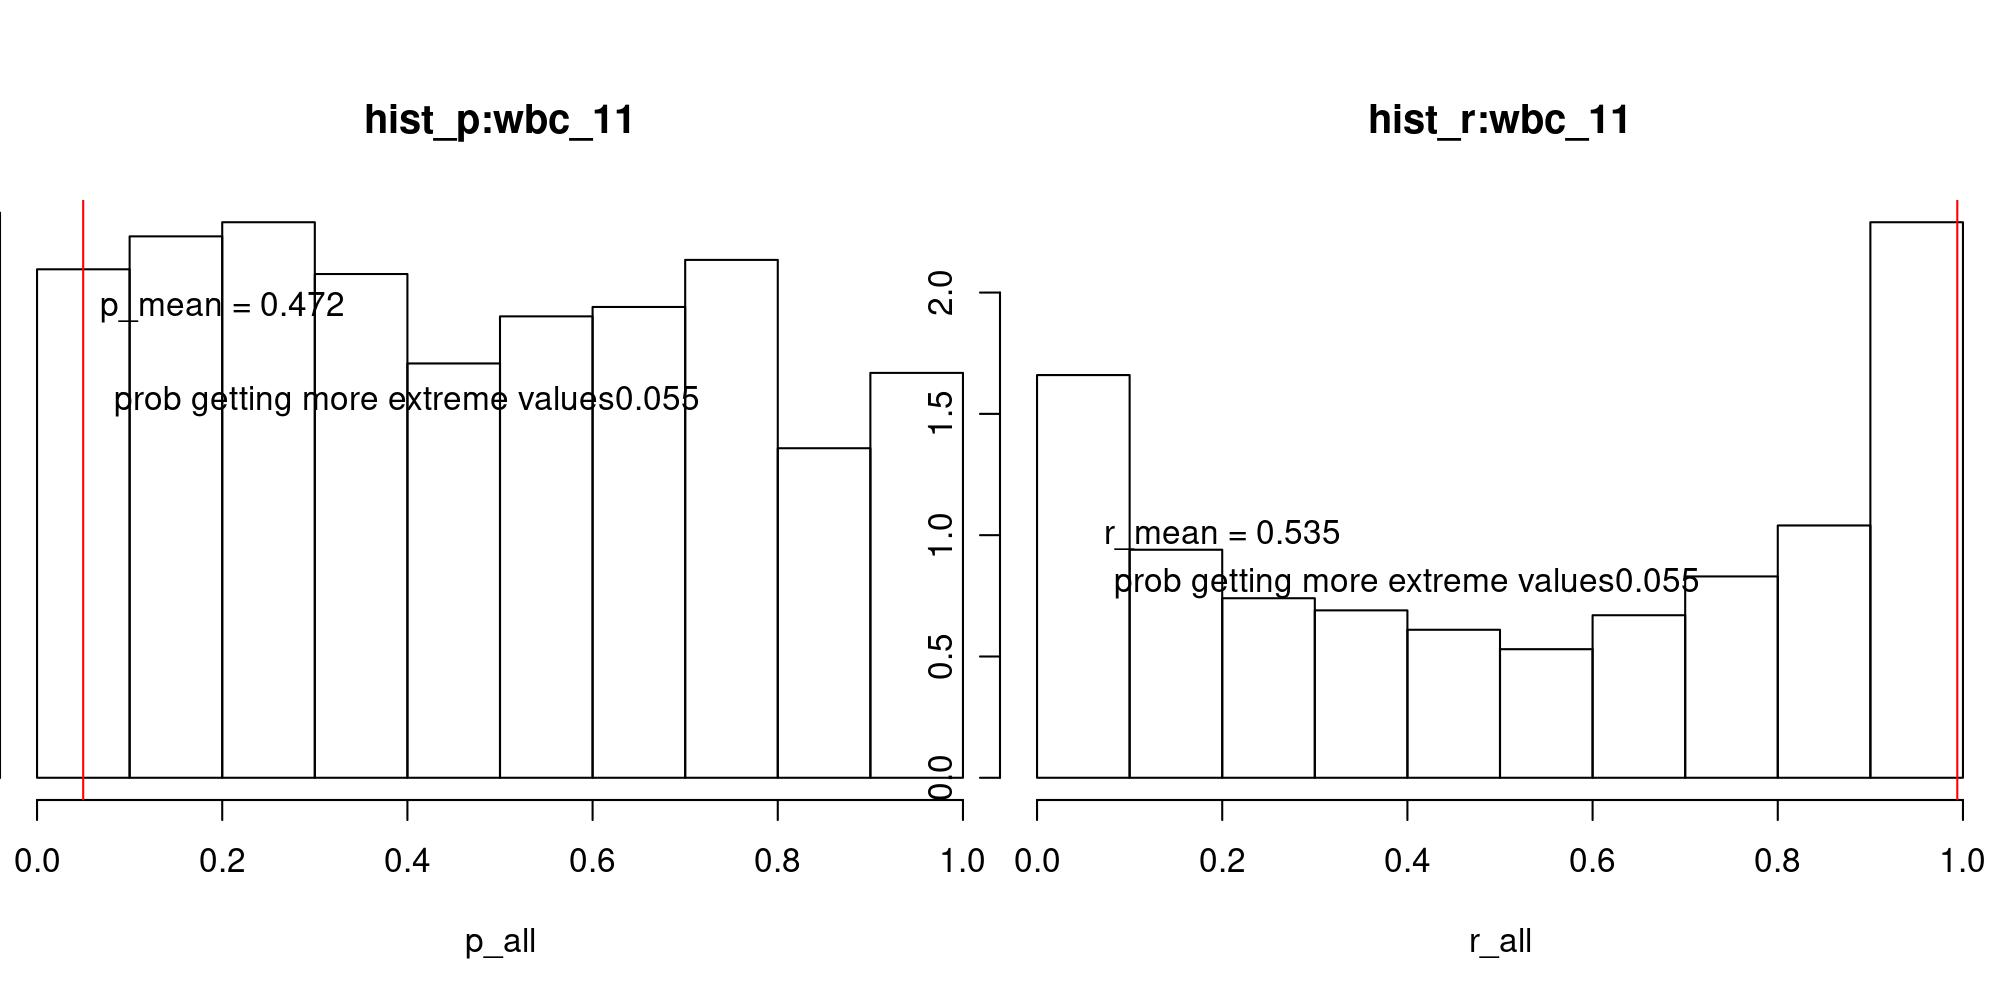 hist_p:wbc_11
p_mean = 0.472
prob getting more extreme values0.055
0.0 0.2 0.4 0.6 0.8 1.0
p_all
hist_r:wbc_11
2.0
1.5
1.0
0.5
0.0
r_mean = 0.535
prob getting more extreme values0.055
0.0 0.2 0.4 0.6 0.8 1.0
r_all